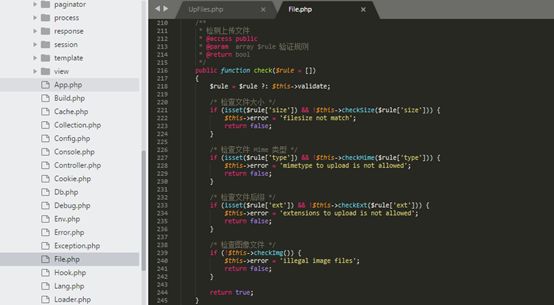 paginator
process
response
session
template
view
App.php
Build.php
Cache.php
Collection.php
Config.php
Console.php
Controller.php
Cookie.php
Db.php
Debug.php
Env.php
Error.php
Exception.php
File.php
Hook.php
Lang.php
Loader.php
UpFiles.php
File.php
210 /**
211 * 检测上传文件
212 * @access public
213 * @param  array $rule 验证规则
214 * @return bool
215 */
216 public function check($rule = [])
217 {
218 $rule = $rule ?: $this->validate;
219
220 /* 检查文件大小 */
221 if (isset($rule['size']) && !$this->checkSize($rule['size'])) {
222 $this->error = 'filesize not match';
223 return false;
224 }
225
226 /* 检查文件 Mime 类型 */
227 if (isset($rule['type']) && !$this->checkMime($rule['type'])) {
228 $this->error = 'mimetype to upload is not allowed';
229 return false;
230 }
231
232 /* 检查文件后缀 */
233 if (isset($rule['ext']) && !$this->checkExt($rule['ext'])) {
234 $this->error = 'extensions to upload is not allowed';
235 return false;
236 }
237
238 /* 检查图像文件 */
239 if (!$this->checkImg()) {
240 $this->error = 'illegal image files';
241 return false;
242 }
243
244 return true;
245 }